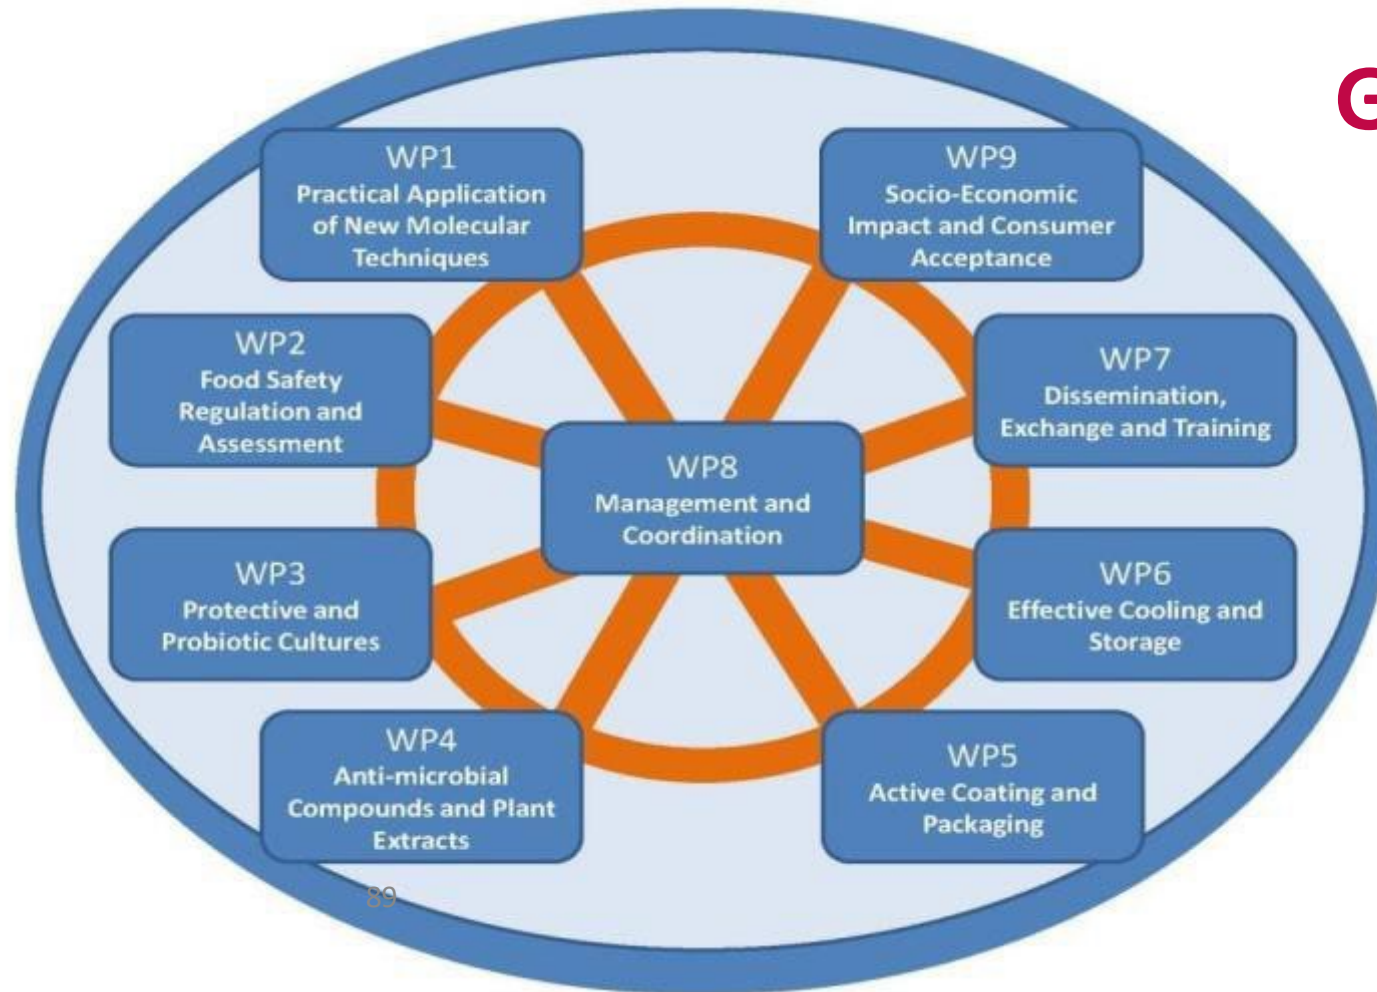 G
WP1
Practical Application
of New Molecular
Techniques
WP9
Socio-Economic
Impact and Consumer
Acceptance
WP2
Food Safety
Regulation and
Assessment
WP7
Dissemination,
Exchange and Training
WP8
Management and
Coordination
WP3
Protective and
Probiotic Cultures
WP6
Effective Cooling and
Storage
WP4
Anti-microbial
Compounds and Plant
Extracts
WP5
Active Coating and
Packaging
89